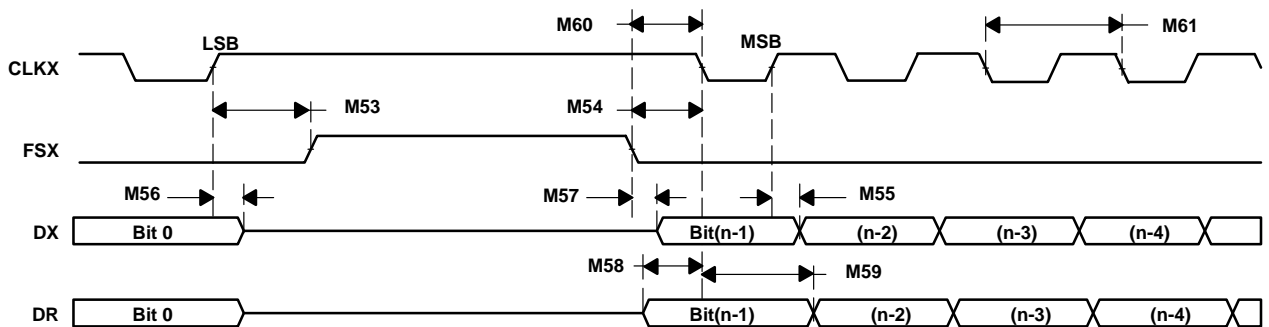 M60
M61
LSB
MSB
CLKX
M53
M54
FSX
M56
M57
M55
DX
Bit 0
Bit(n-1)
(n-2)
(n-3)
(n-4)
M58
M59
DR
Bit 0
Bit(n-1)
(n-2)
(n-3)
(n-4)